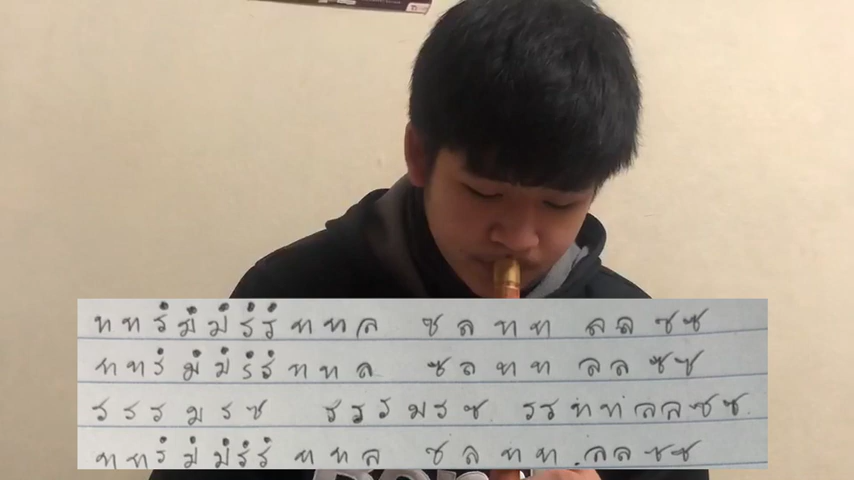 ท ท รํ มํ มํ รํ รํ ท ท ล ซ ล ท ท ล ล ซ ซ
ท ท รํ มํ มํ รํ รํ ท ท ล ซ ล ท ท ล ล ซ ซ
ร ร ร ม ร ซ ร ร ร ม ร ซ ร ร ท ท ล ล ซ ซ
ท ท รํ มํ มํ รํ รํ ท ท ล ซ ล ท ท ล ล ซ ซ